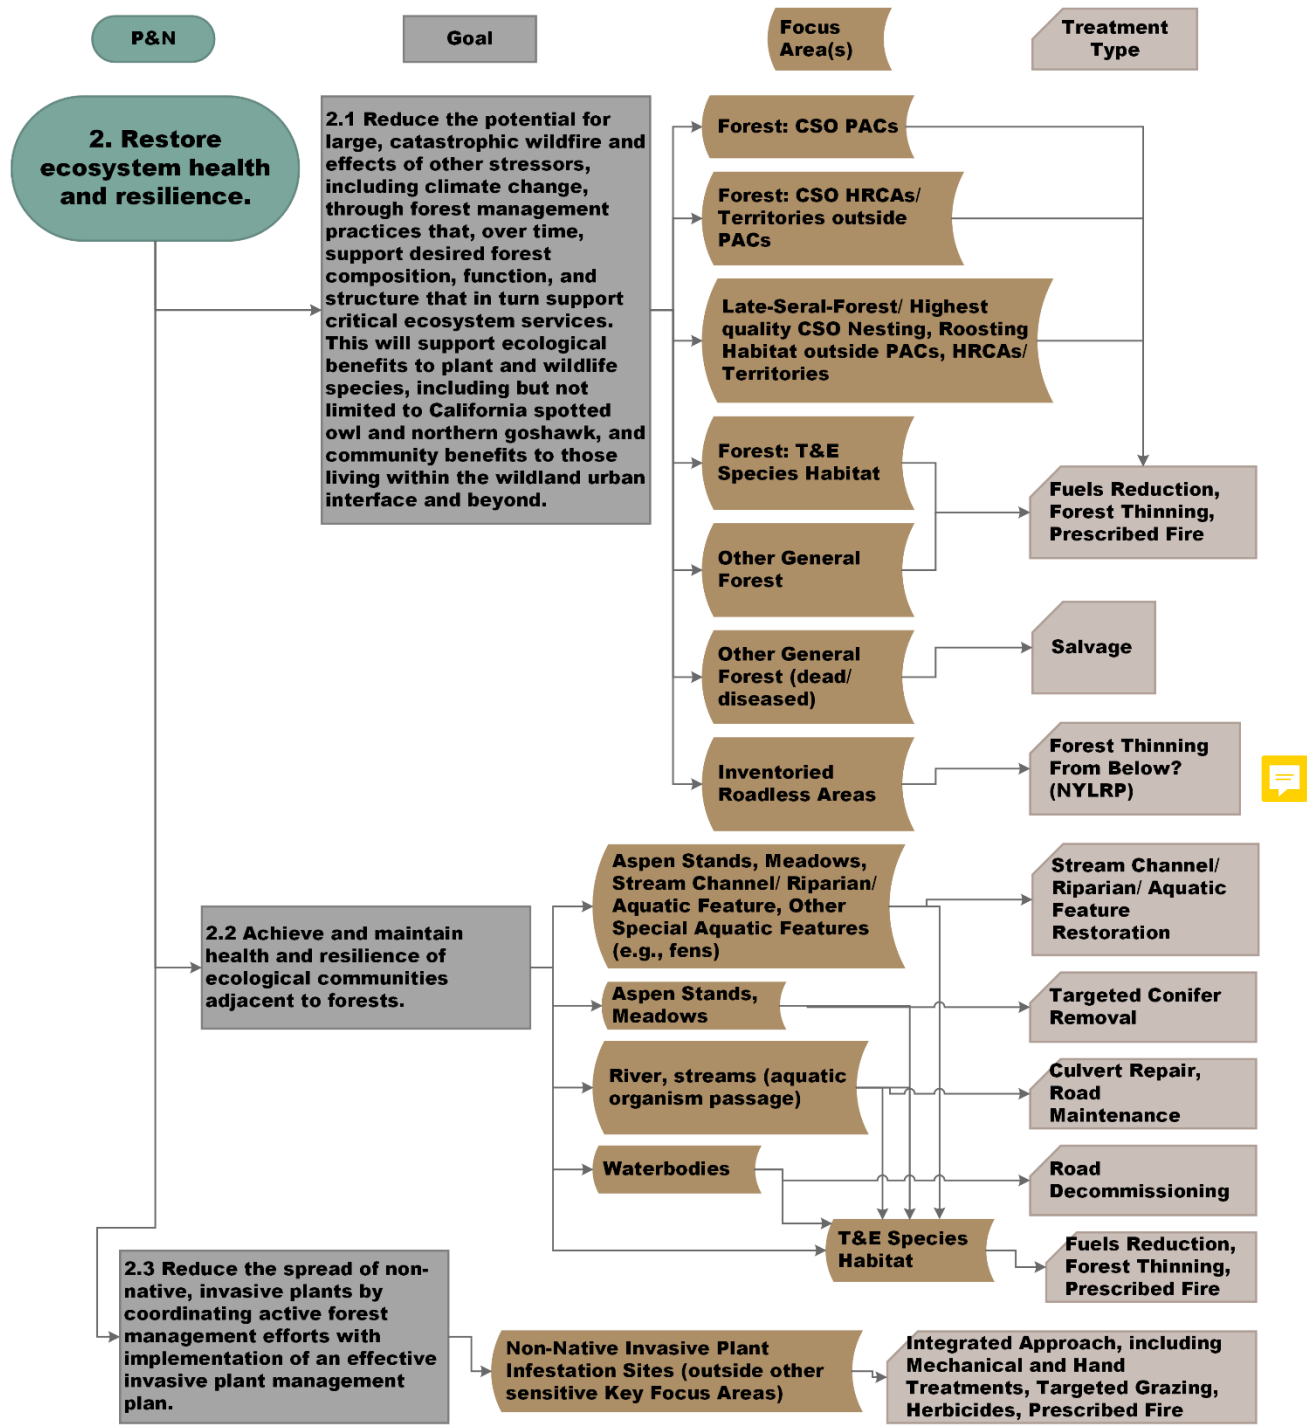 P&N
Goal
Focus
Area(s)
Treatment
Type
2. Restore
ecosystem health
and resilience.
2.1 Reduce the potential for
large, catastrophic wildfire and
effects of other stressors,
including climate change,
through forest management
practices that, over time,
support desired forest
composition, function, and
structure that in turn support
critical ecosystem services.
This will support ecological
benefits to plant and wildlife
species, including but not
limited to California spotted
owl and northern goshawk, and
community benefits to those
living within the wildland urban
interface and beyond.
Forest: CSO PACs
Forest: CSO HRCAs/
Territories outside
PACs
Late-Seral-Forest/ Highest
quality CSO Nesting, Roosting
Habitat outside PACs, HRCAs/
Territories
Forest: T&E
Species Habitat
Other General
Forest
Fuels Reduction,
Forest Thinning,
Prescribed Fire
Other General
Forest (dead/
diseased)
Salvage
Inventoried
Roadless Areas
Forest Thinning
From Below?
(NYLRP)
2.2 Achieve and maintain
health and resilience of
ecological communities
adjacent to forests.
Aspen Stands, Meadows,
Stream Channel/ Riparian/
Aquatic Feature, Other
Special Aquatic Features
(e.g., fens)
Stream Channel/
Riparian/ Aquatic
Feature
Restoration
Aspen Stands,
Meadows
Targeted Conifer
Removal
River, streams (aquatic
organism passage)
Culvert Repair,
Road
Maintenance
Waterbodies
Road
Decommissioning
T&E Species
Habitat
Fuels Reduction,
Forest Thinning,
Prescribed Fire
2.3 Reduce the spread of non-
native, invasive plants by
coordinating active forest
management efforts with
implementation of an effective
invasive plant management
plan.
Non-Native Invasive Plant
Infestation Sites (outside other
sensitive Key Focus Areas)
Integrated Approach, including
Mechanical and Hand
Treatments, Targeted Grazing,
Herbicides, Prescribed Fire